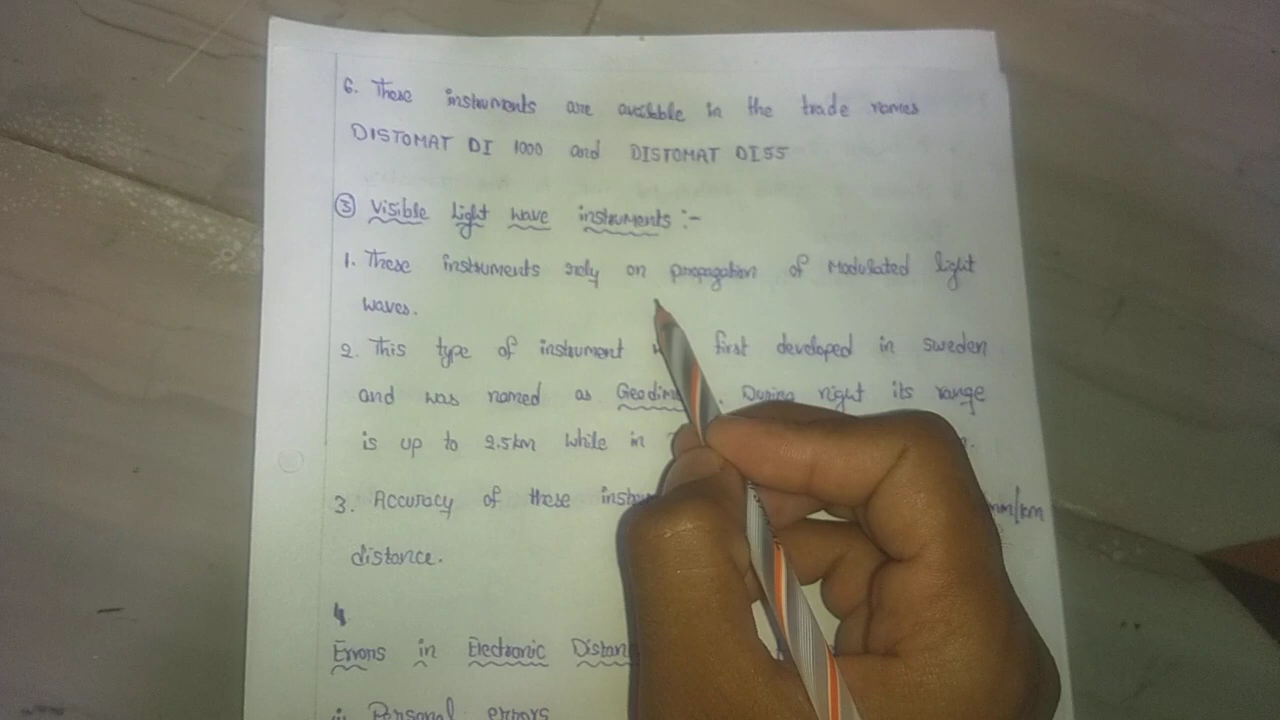 6. These instruments are available in the trade names
DISTOMAT DI 1000 and DISTOMAT DI55
③ Visible light wave instruments :-
1. These instruments rely on propagation of Modulated light
waves.
2. This type of instrument first developed in sweden
and was named as During night its range
is up to 2.5km while in
3. Accuracy of these mm/km
distance.
4
Errors in Electronic
i. Personal errors